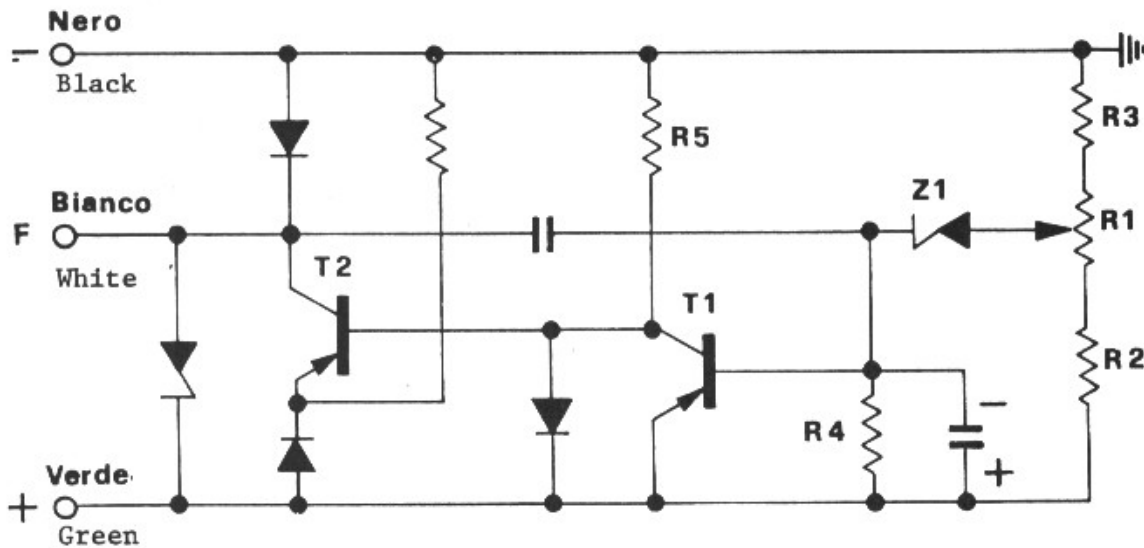 Nero
−
Black
R3
R5
Bianco
Z1
R1
F
White
T2
T1
R2
R4
−
Verde
+
+
Green